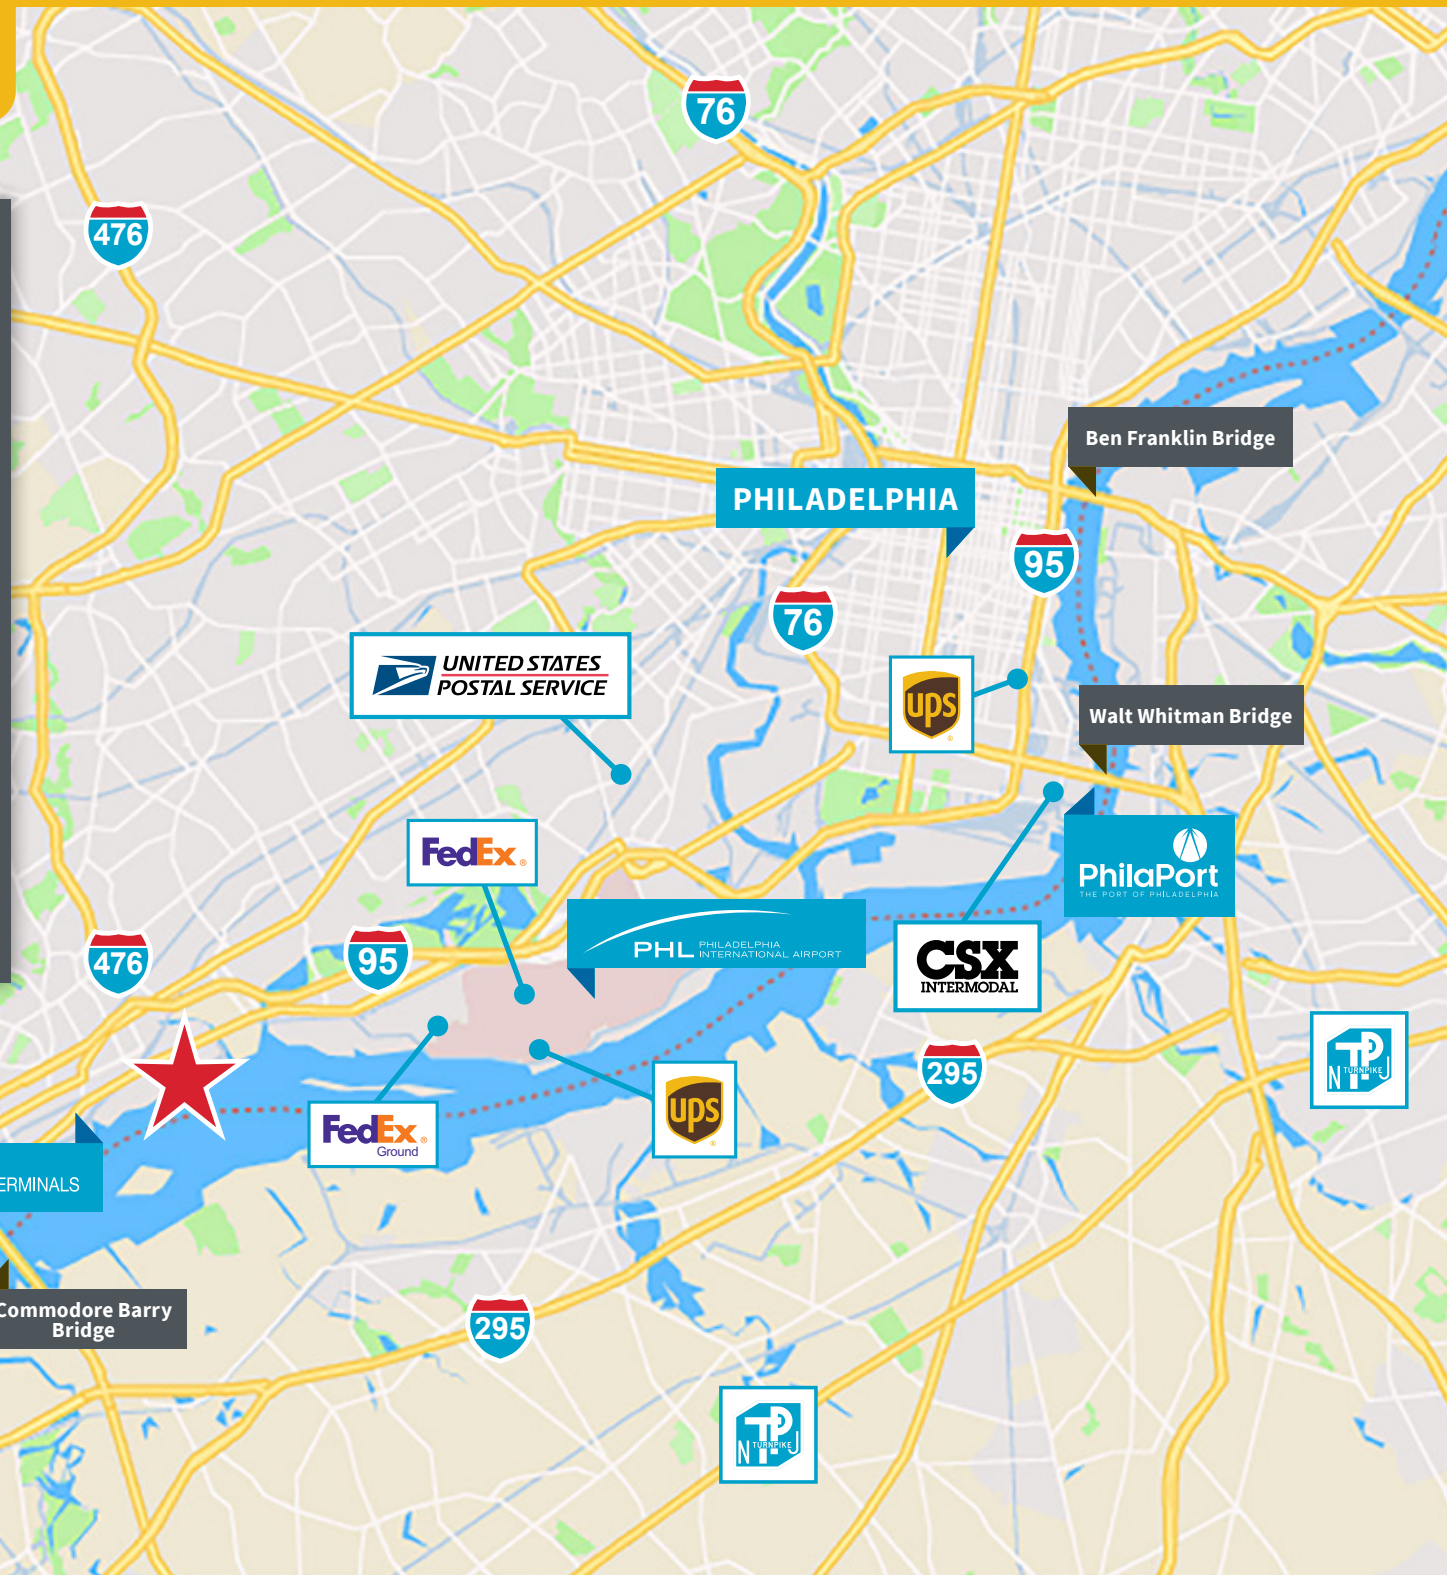 76
476
Ben Franklin Bridge
PHILADELPHIA
95
76
UNITED STATES
POSTAL SERVICE
ups
Walt Whitman Bridge
FedEx®
PhilaPort
THE PORT OF PHILADELPHIA
PHL PHILADELPHIA
INTERNATIONAL AIRPORT
476
95
CSX
INTERMODAL
295
TP
N TURNPIKE J
ups
FedEx®
Ground
ERMINALS
Commodore Barry
Bridge
295
TP
N TURNPIKE J